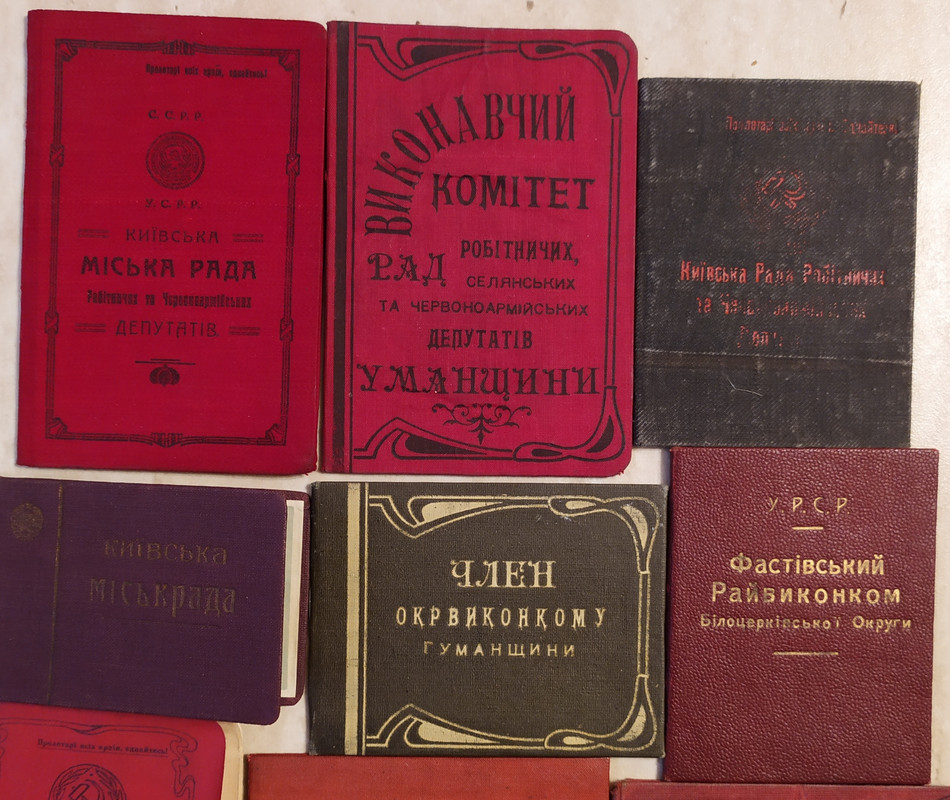 Пролетарі всіх країн, єднайтесь!
С. С. Р. Р.
У. С. Р. Р.
КИЇВСЬКА
МІСЬКА РАДА
Робітничих та Червоноармійських
ДЕПУТАТІВ
ВИКОНАВЧИЙ
КОМІТЕТ
РАД РОБІТНИЧИХ,
СЕЛЯНСЬКИХ
ТА ЧЕРВОНОАРМІЙСЬКИХ
ДЕПУТАТІВ
УМАНЩИНИ
Київська Рада Робітничих
та
КИЇВСЬКА
МІСЬКРАДА
ЧЛЕН
ОКРВИКОНКОМУ
ГУМАНЩИНИ
У.Р.С.Р.
Фастівський
Райвиконком
Білоцерківської Округи
Пролетарі всіх країн, єднайтесь!